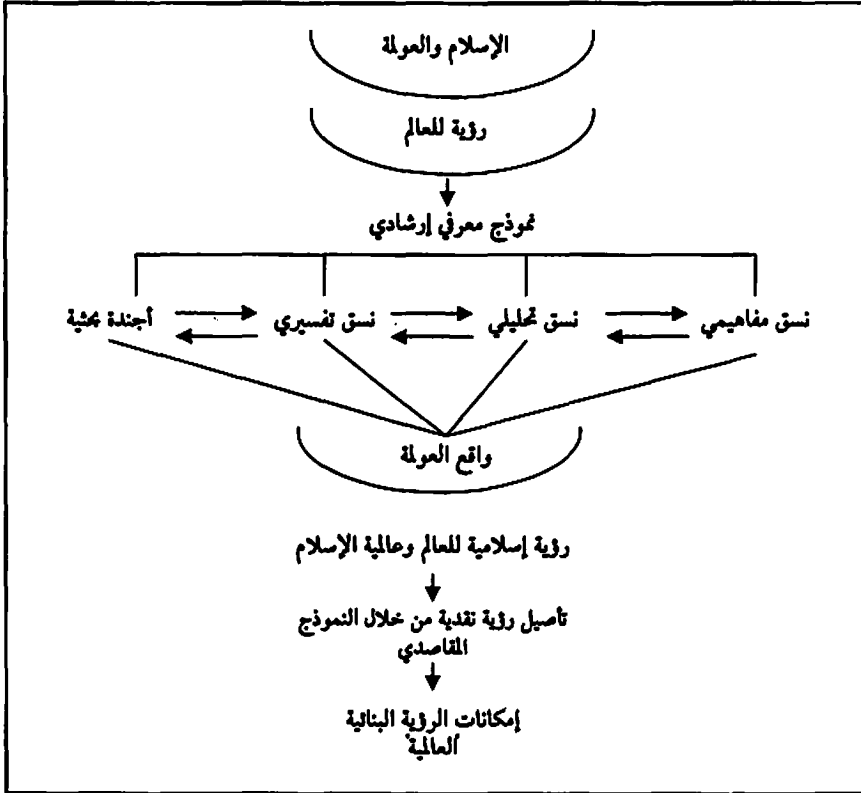 الإسلام والعولمة
رؤية للعالم
نموذج معرفي إرشادي
نسق مفاهيمي
نسق تحليلي
نسق تفسيري
أجندة بحثية
واقع العولمة
رؤية إسلامية للعالم وعالمية الإسلام
تأصيل رؤية نقدية من خلال النموذج
المقاصدي
إمكانات الرؤية البنائية
العالمية